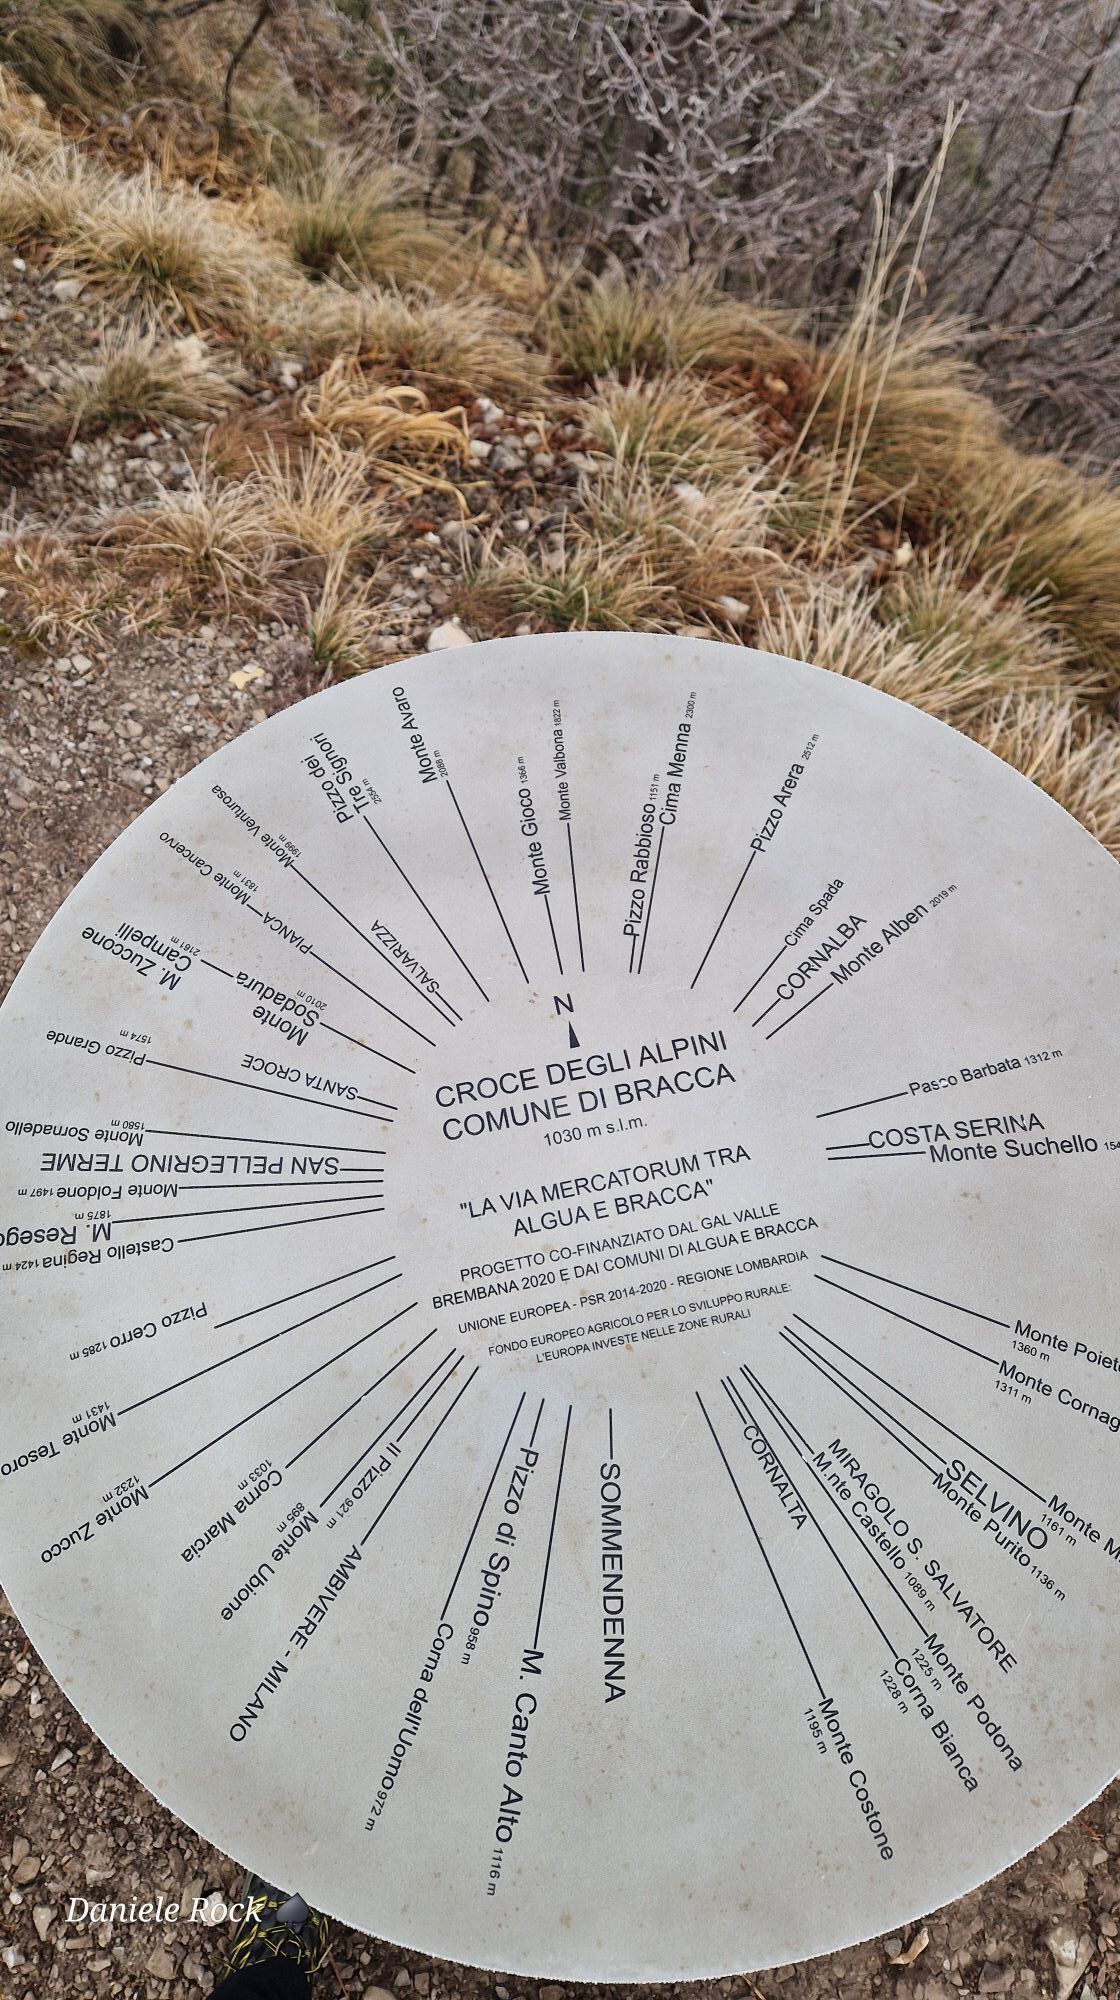 Monte Avaro
2088 m
Pizzo dei
Tre Signori
2554 m
Monte Venturosa
1999 m
SALVARIZZA
Monte Cancervo
1831 m
PIANCA
M. Zuccone
Campelli
2161 m
Monte
Sodadura
2010 m
Pizzo Grande
1574 m
SANTA CROCE
Monte Sornadello
1580 m
SAN PELLEGRINO TERME
Monte Foldone 1497 m
1875 m
Castello Regina 1424 m
Pizzo Cerro 1285 m
Monte Tesoro
1431 m
Monte Zucco
1232 m
Corna Marcia
1033 m
Monte Ubione
895 m
Il Pizzo 921 m
AMBIVERE - MILANO
Corna dell'Uomo 972 m
Pizzo di Spino 958 m
M. Canto Alto 1116 m
SOMMENDENNA
Monte Gioco 1366 m
Monte Valbona 1822 m
Pizzo Rabbioso 1151 m
Cima Menna 2300 m
Pizzo Arera 2512 m
Cima Spada
CORNALBA
Monte Alben 2019 m
Pasco Barbata 1312 m
COSTA SERINA
Monte Suchello
1360 m
Monte
1311 m
Monte
1161 m
SELVINO
Monte Purito 1136 m
MIRAGOLO S. SALVATORE
M.nte Castello 1089 m
Monte Podona
1225 m
Corna Bianca
1228 m
CORNALTA
Monte Costone
1195 m
N
CROCE DEGLI ALPINI
COMUNE DI BRACCA
1030 m s.l.m.
"LA VIA MERCATORUM TRA
ALGUA E BRACCA"
PROGETTO CO-FINANZIATO DAL GAL VALLE
BREMBANA 2020 E DAI COMUNI DI ALGUA E BRACCA
UNIONE EUROPEA - PSR 2014-2020 - REGIONE LOMBARDIA
FONDO EUROPEO AGRICOLO PER LO SVILUPPO RURALE:
L'EUROPA INVESTE NELLE ZONE RURALI
Daniele Rock